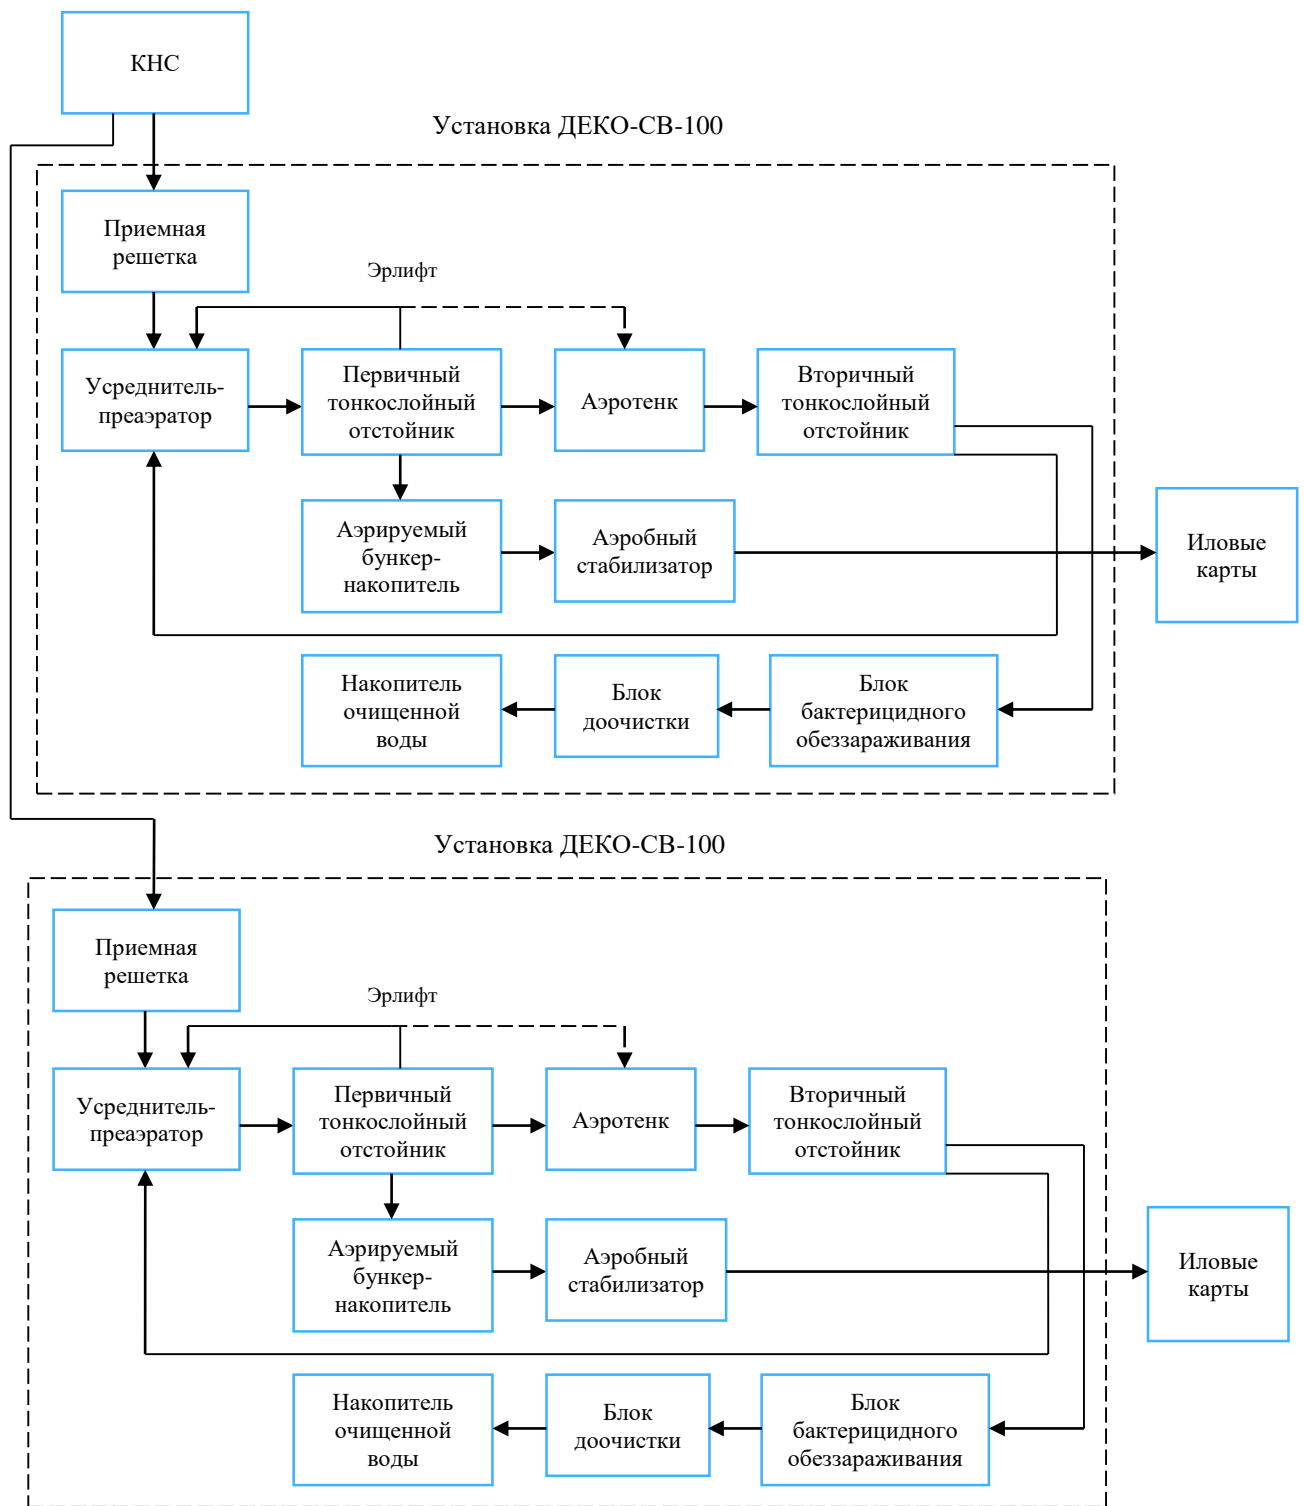 КНС
Установка ДЕКО-СВ-100
Приемная
решетка
Эрлифт
Усреднитель-
преаэратор
Первичный
тонкослойный
отстойник
Аэротенк
Вторичный
тонкослойный
отстойник
Аэрируемый
бункер-
накопитель
Аэробный
стабилизатор
Иловые
карты
Накопитель
очищенной
воды
Блок
доочистки
Блок
бактерицидного
обеззараживания
Установка ДЕКО-СВ-100
Приемная
решетка
Эрлифт
Усреднитель-
преаэратор
Первичный
тонкослойный
отстойник
Аэротенк
Вторичный
тонкослойный
отстойник
Аэрируемый
бункер-
накопитель
Аэробный
стабилизатор
Иловые
карты
Накопитель
очищенной
воды
Блок
доочистки
Блок
бактерицидного
обеззараживания